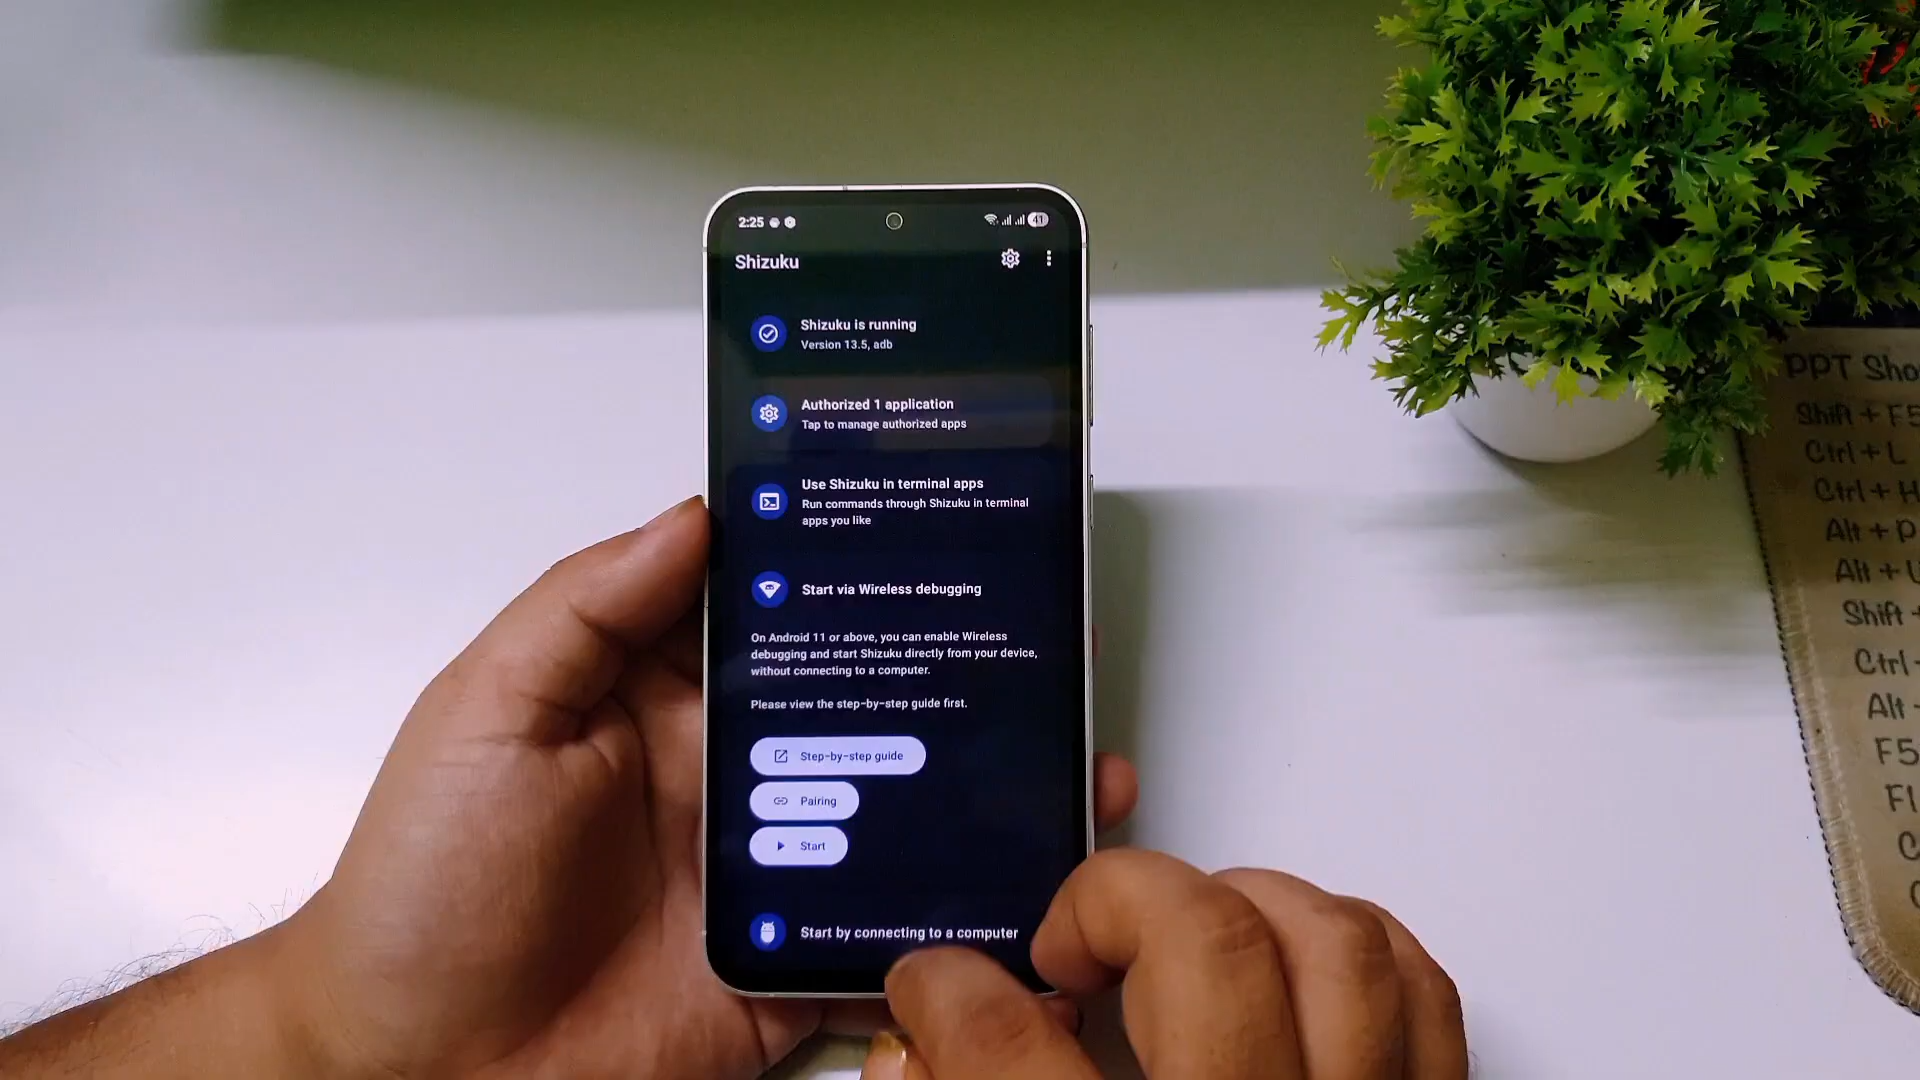 2:25
41
Shizuku
Shizuku is running
Version 13.5, adb
Authorized 1 application
Tap to manage authorized apps
Use Shizuku in terminal apps
Run commands through Shizuku in terminal
apps you like
Start via Wireless debugging
On Android 11 or above, you can enable Wireless
debugging and start Shizuku directly from your device,
without connecting to a computer.
Please view the step-by-step guide first.
Step-by-step guide
Pairing
Start
Start by connecting to a computer
PPT Sho
Shift + F5
Ctrl + L
Ctrl + H
Alt + P
Alt +
Shift +
Ctrl
Alt
F5